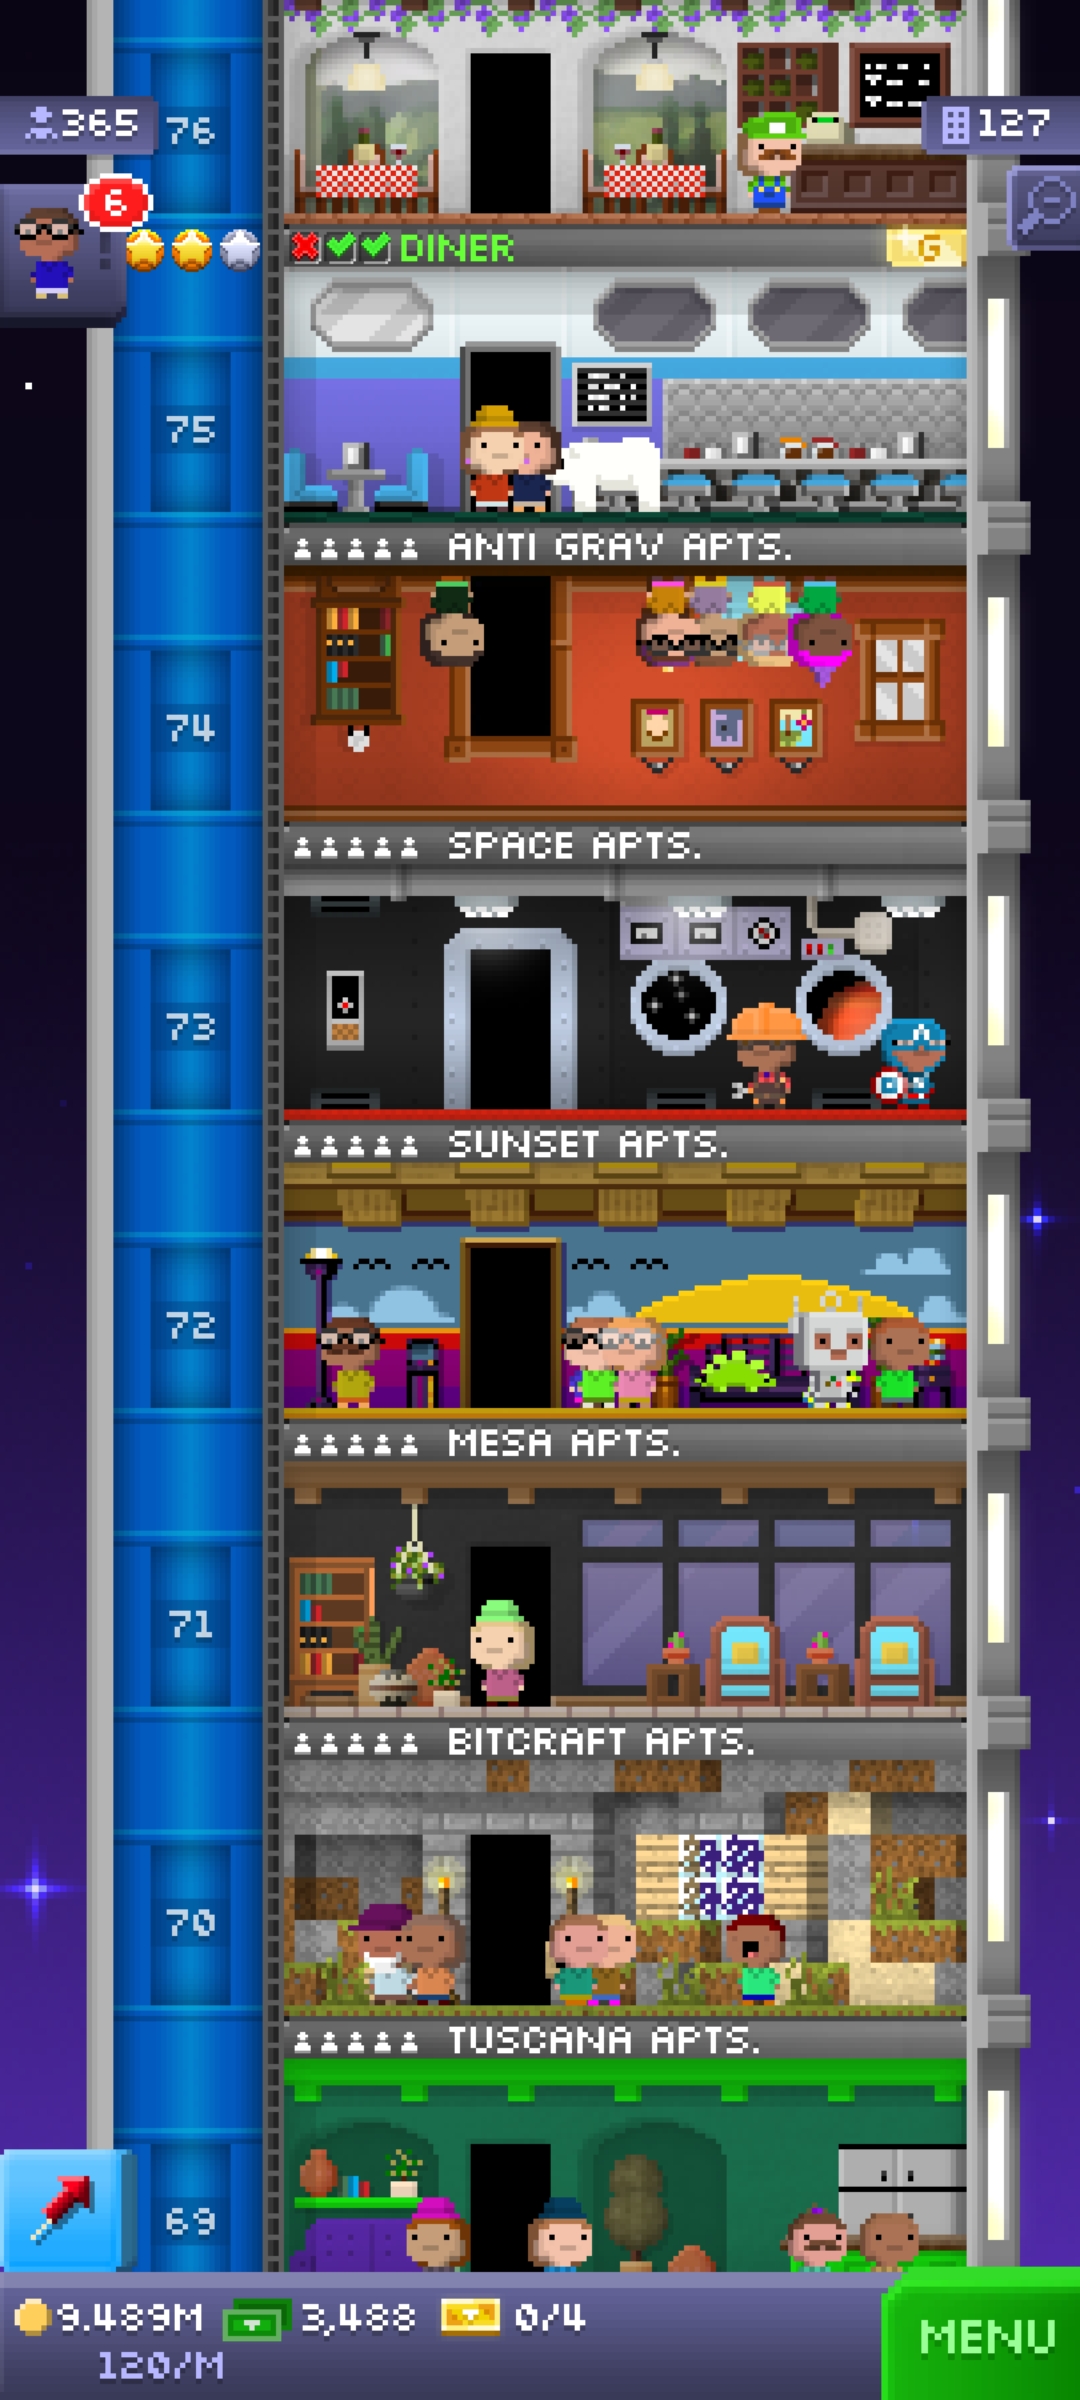 365
76
127
6
DINER
G
75
ANTI GRAV APTS.
74
SPACE APTS.
73
SUNSET APTS.
72
MESA APTS.
71
BITCRAFT APTS.
70
TUSCANA APTS.
69
9.489M 3,488 0/4
120/M
MENU